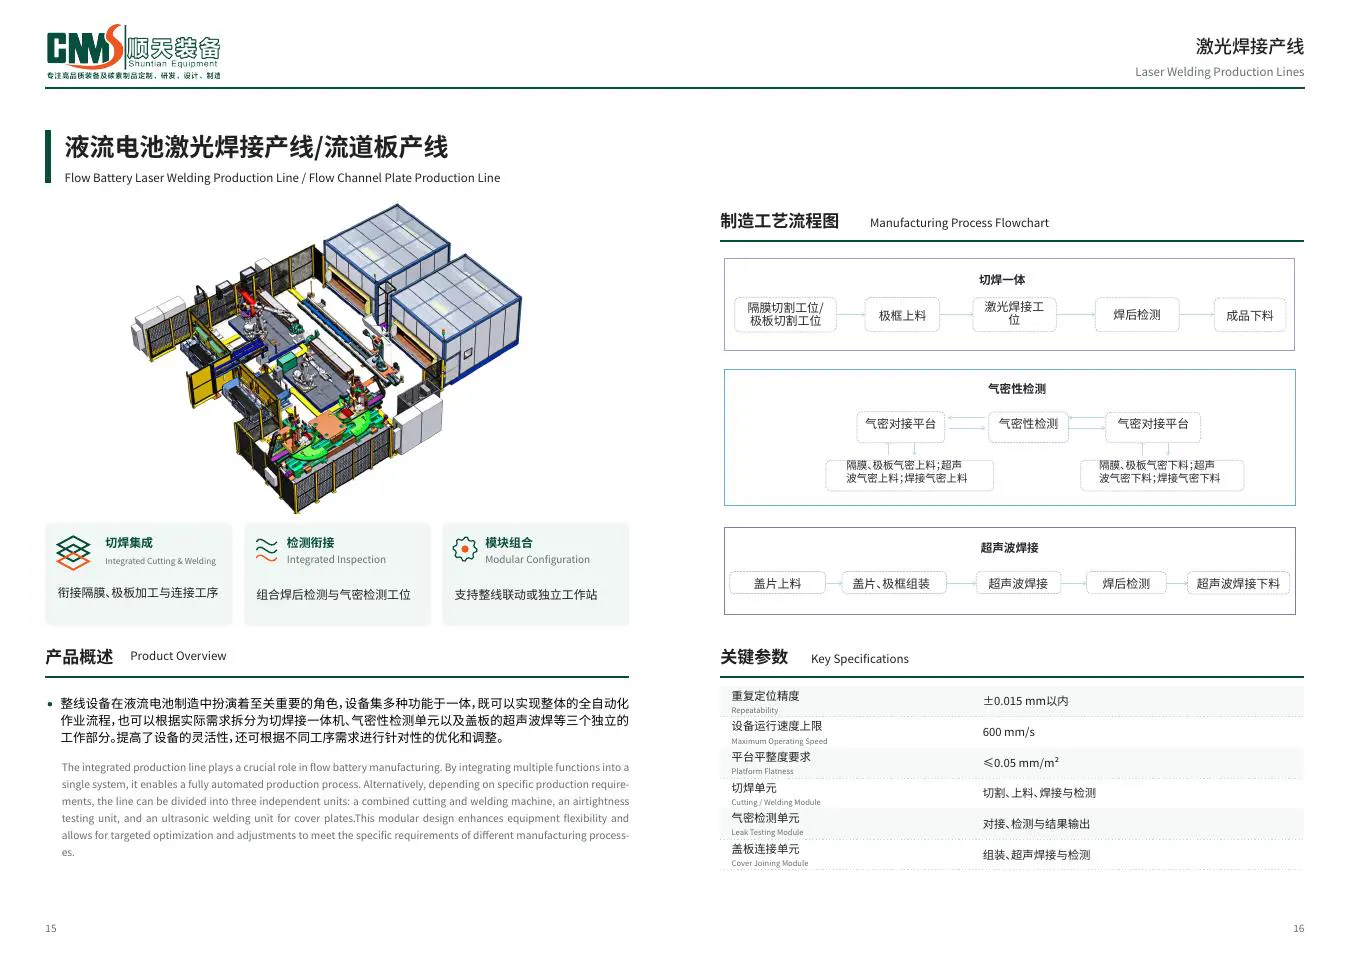 CNMS 顺天装备
Shuntian Equipment
专注高品质装备及碳素制品定制、研发、设计、制造
激光焊接产线
Laser Welding Production Lines
液流电池激光焊接产线/流道板产线
Flow Battery Laser Welding Production Line / Flow Channel Plate Production Line
切焊集成
Integrated Cutting & Welding
衔接隔膜、极板加工与连接工序
检测衔接
Integrated Inspection
组合焊后检测与气密检测工位
模块组合
Modular Configuration
支持整线联动或独立工作站
产品概述 Product Overview
• 整线设备在液流电池制造中扮演着至关重要的角色，设备集多种功能于一体，既可以实现整体的全自动化
作业流程，也可以根据实际需求拆分为切焊接一体机、气密性检测单元以及盖板的超声波焊等三个独立的
工作部分。提高了设备的灵活性，还可根据不同工序需求进行针对性的优化和调整。
The integrated production line plays a crucial role in flow battery manufacturing. By integrating multiple functions into a
single system, it enables a fully automated production process. Alternatively, depending on specific production require-
ments, the line can be divided into three independent units: a combined cutting and welding machine, an airtightness
testing unit, and an ultrasonic welding unit for cover plates.This modular design enhances equipment flexibility and
allows for targeted optimization and adjustments to meet the specific requirements of different manufacturing process-
es.
15
制造工艺流程图 Manufacturing Process Flowchart
切焊一体
隔膜切割工位/
极板切割工位
极框上料
激光焊接工
位
焊后检测
成品下料
气密性检测
气密对接平台
气密性检测
气密对接平台
隔膜、极板气密上料；超声
波气密上料；焊接气密上料
隔膜、极板气密下料；超声
波气密下料；焊接气密下料
超声波焊接
盖片上料
盖片、极框组装
超声波焊接
焊后检测
超声波焊接下料
关键参数 Key Specifications
重复定位精度
Repeatability
±0.015 mm以内
设备运行速度上限
Maximum Operating Speed
600 mm/s
平台平整度要求
Platform Flatness
≤0.05 mm/m²
切焊单元
Cutting / Welding Module
切割、上料、焊接与检测
气密检测单元
Leak Testing Module
对接、检测与结果输出
盖板连接单元
Cover Joining Module
组装、超声焊接与检测
16